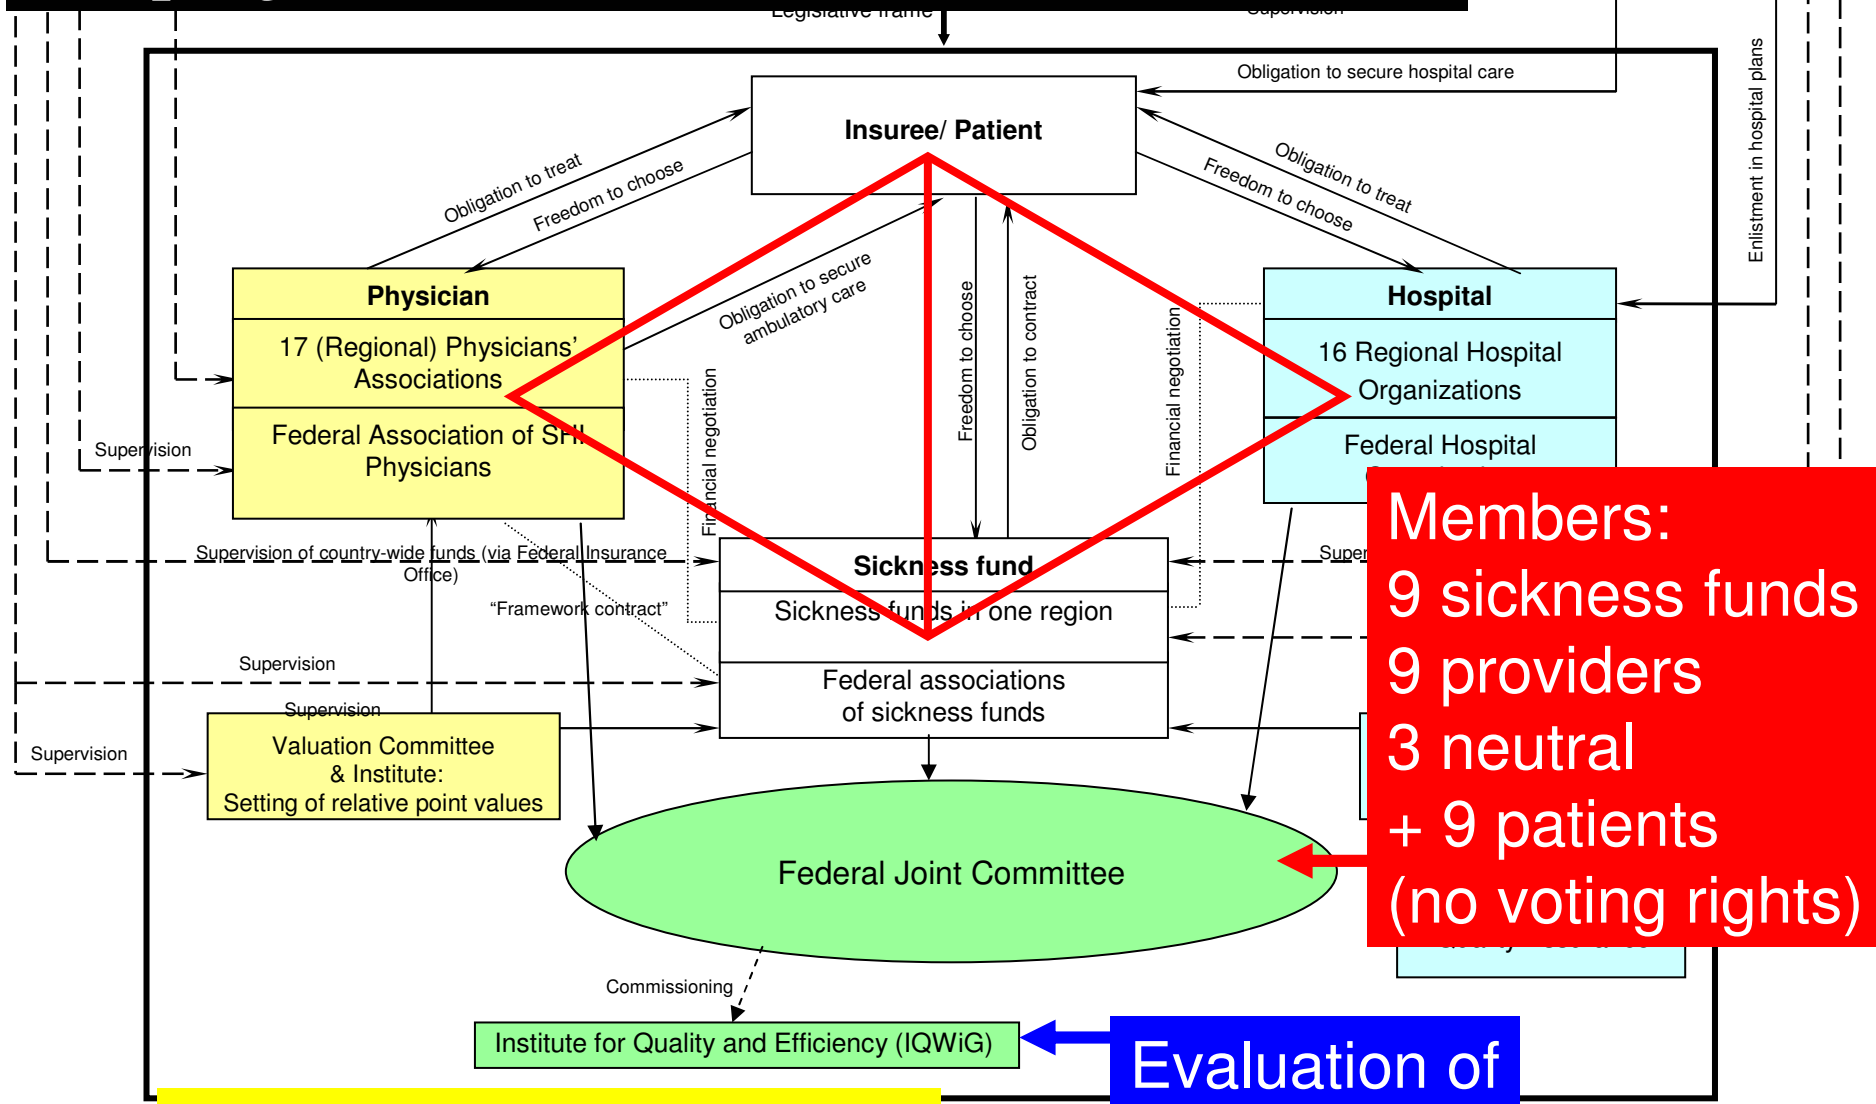 Legislative frame
Supervision
Obligation to secure hospital care
Enlistment in hospital plans
Insuree/ Patient
Obligation to treat
Freedom to choose
Obligation to treat
Freedom to choose
Obligation to secure
ambulatory care
Freedom to choose
Obligation to contract
Financial negotiation
Financial negotiation
Physician
17 (Regional) Physicians’
Associations
Federal Association of SHI
Physicians
Hospital
16 Regional Hospital
Organizations
Federal Hospital
Supervision
Supervision of country-wide funds (via Federal Insurance
Office)
“Framework contract”
Sickness fund
Sickness funds in one region
Federal associations
of sickness funds
Super
Supervision
Supervision
Supervision
Valuation Committee
& Institute:
Setting of relative point values
Members:
9 sickness funds
9 providers
3 neutral
+ 9 patients
(no voting rights)
Federal Joint Committee
Commissioning
Institute for Quality and Efficiency (IQWiG)
Evaluation of